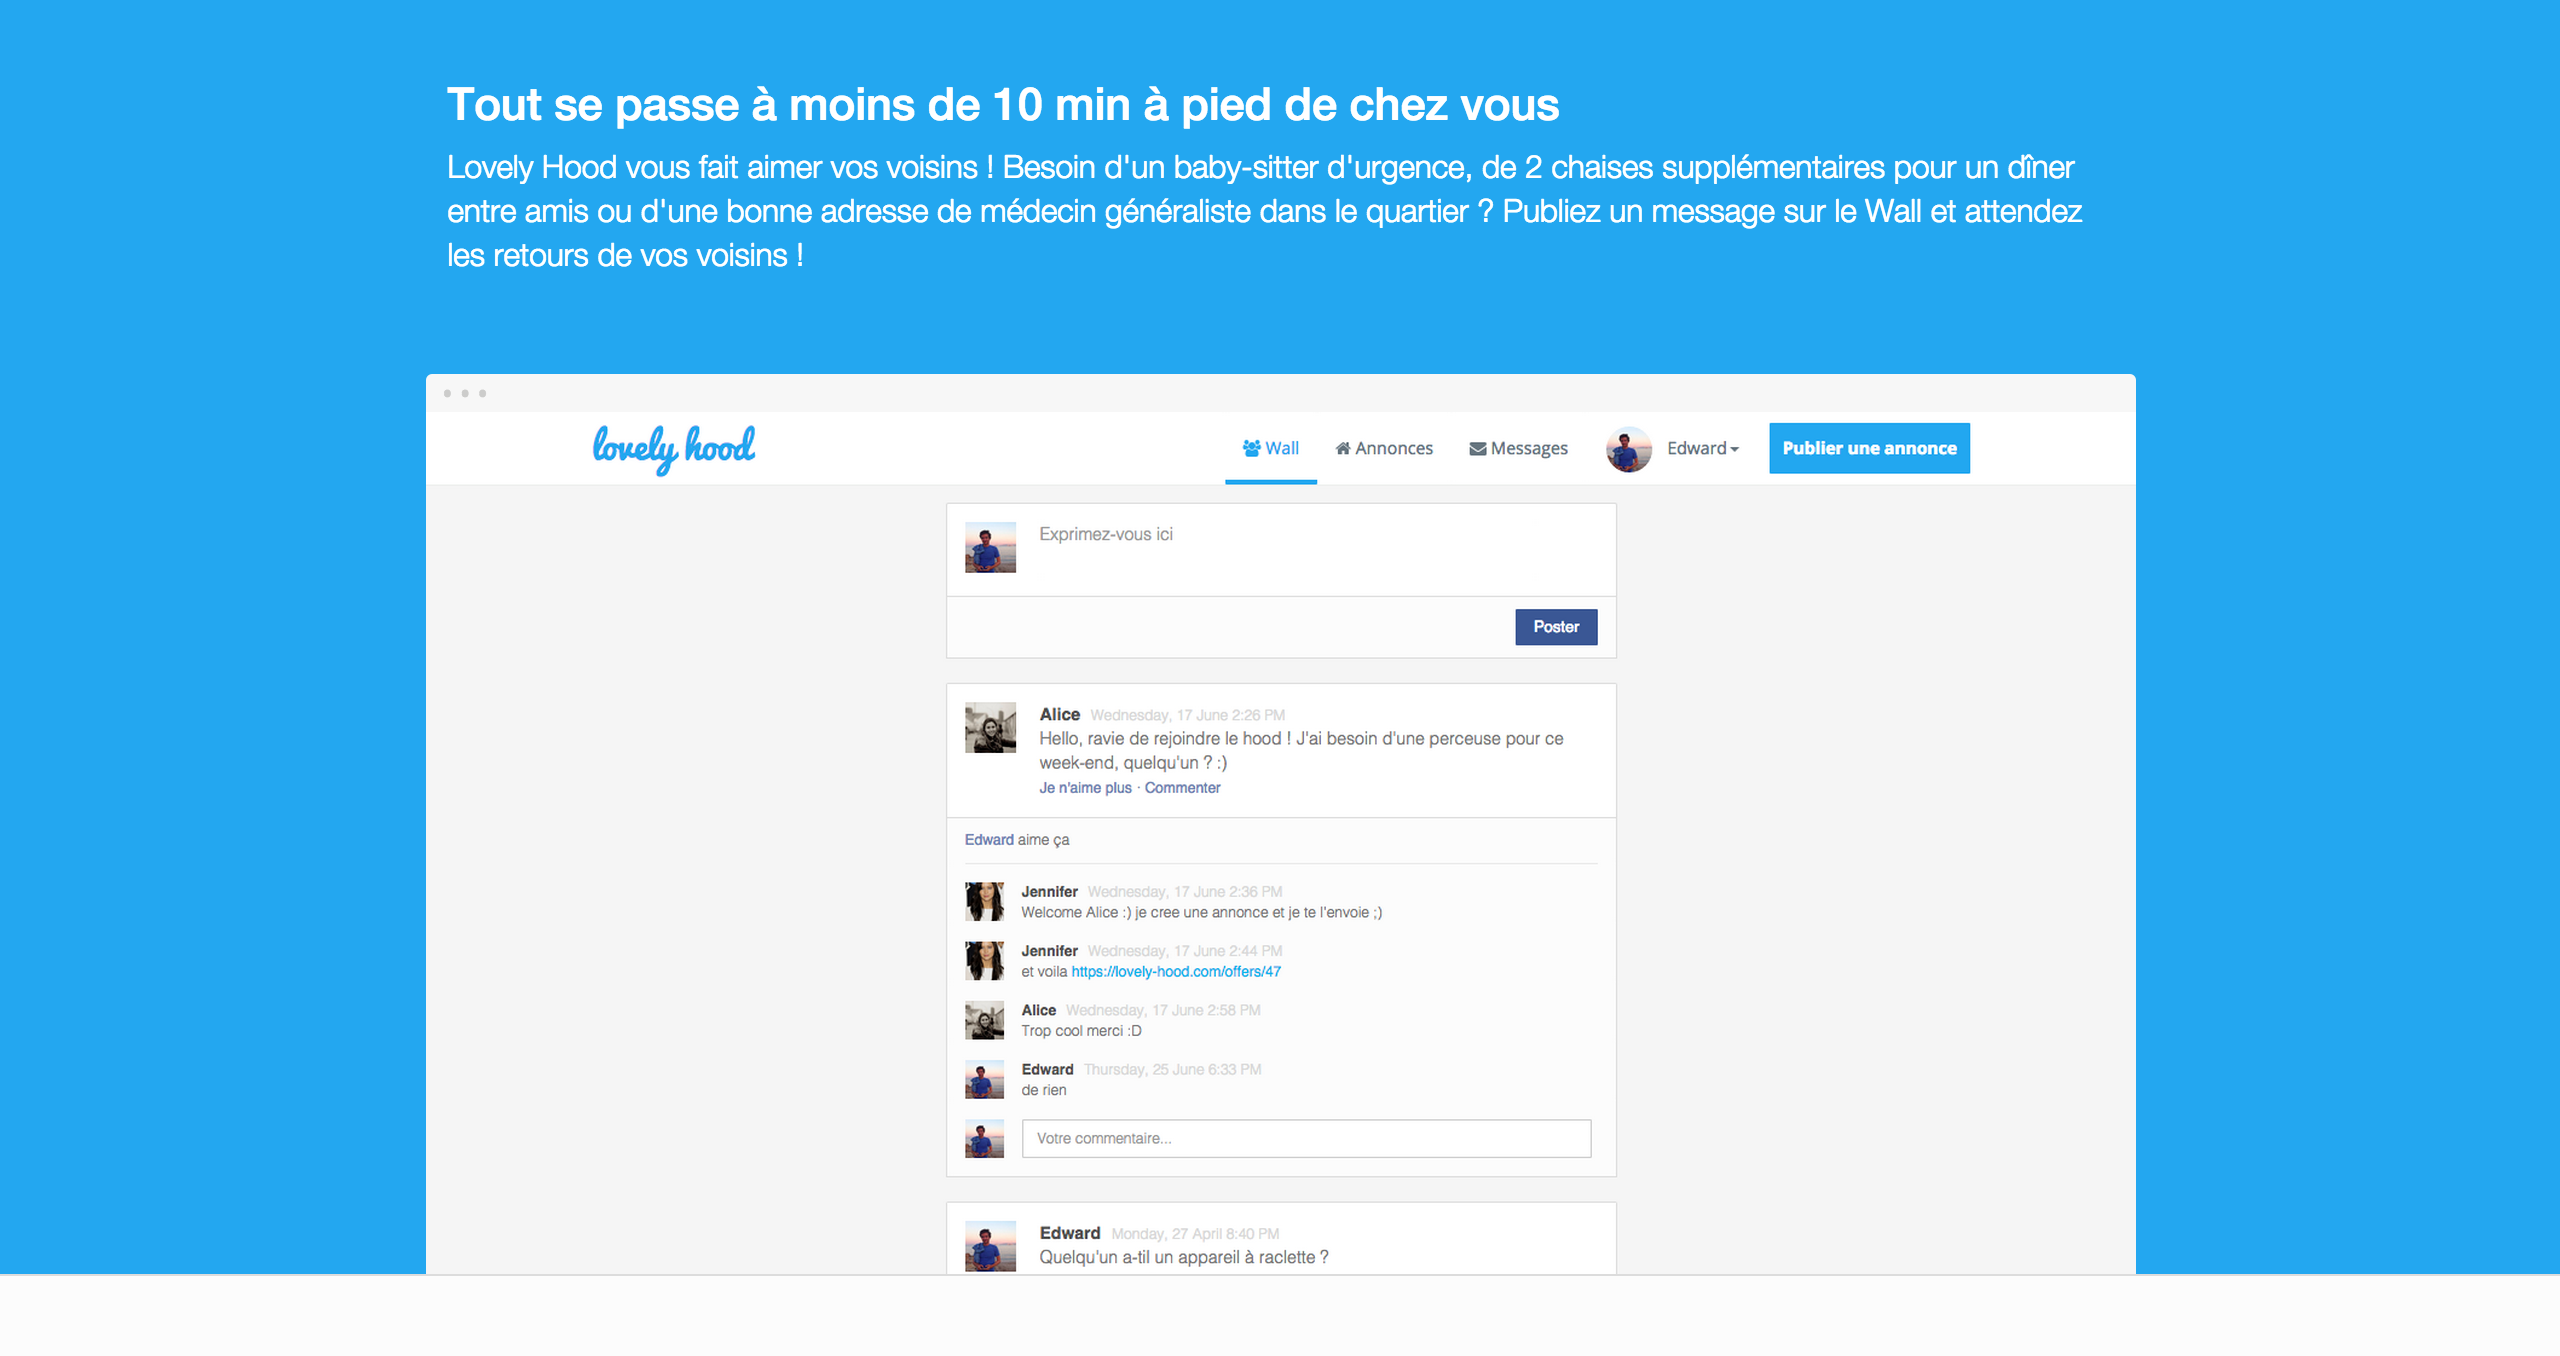 Tout se passe à moins de 10 min à pied de chez vous
Lovely Hood vous fait aimer vos voisins ! Besoin d'un baby-sitter d'urgence, de 2 chaises supplémentaires pour un dîner
entre amis ou d'une bonne adresse de médecin généraliste dans le quartier ? Publiez un message sur le Wall et attendez
les retours de vos voisins !
lovely hood Wall Annonces Messages Edward Publier une annonce
Exprimez-vous ici
Poster
Alice Wednesday, 17 June 2:26 PM
Hello, ravie de rejoindre le hood ! J'ai besoin d'une perceuse pour ce
week-end, quelqu'un ? :)
Je n'aime plus · Commenter
Edward aime ça
Jennifer Wednesday, 17 June 2:36 PM
Welcome Alice :) je cree une annonce et je te l'envoie ;)
Jennifer Wednesday, 17 June 2:44 PM
et voila https://lovely-hood.com/offers/47
Alice Wednesday, 17 June 2:58 PM
Trop cool merci :D
Edward Thursday, 25 June 6:33 PM
de rien
Votre commentaire...
Edward Monday, 27 April 8:40 PM
Quelqu'un a-til un appareil à raclette ?